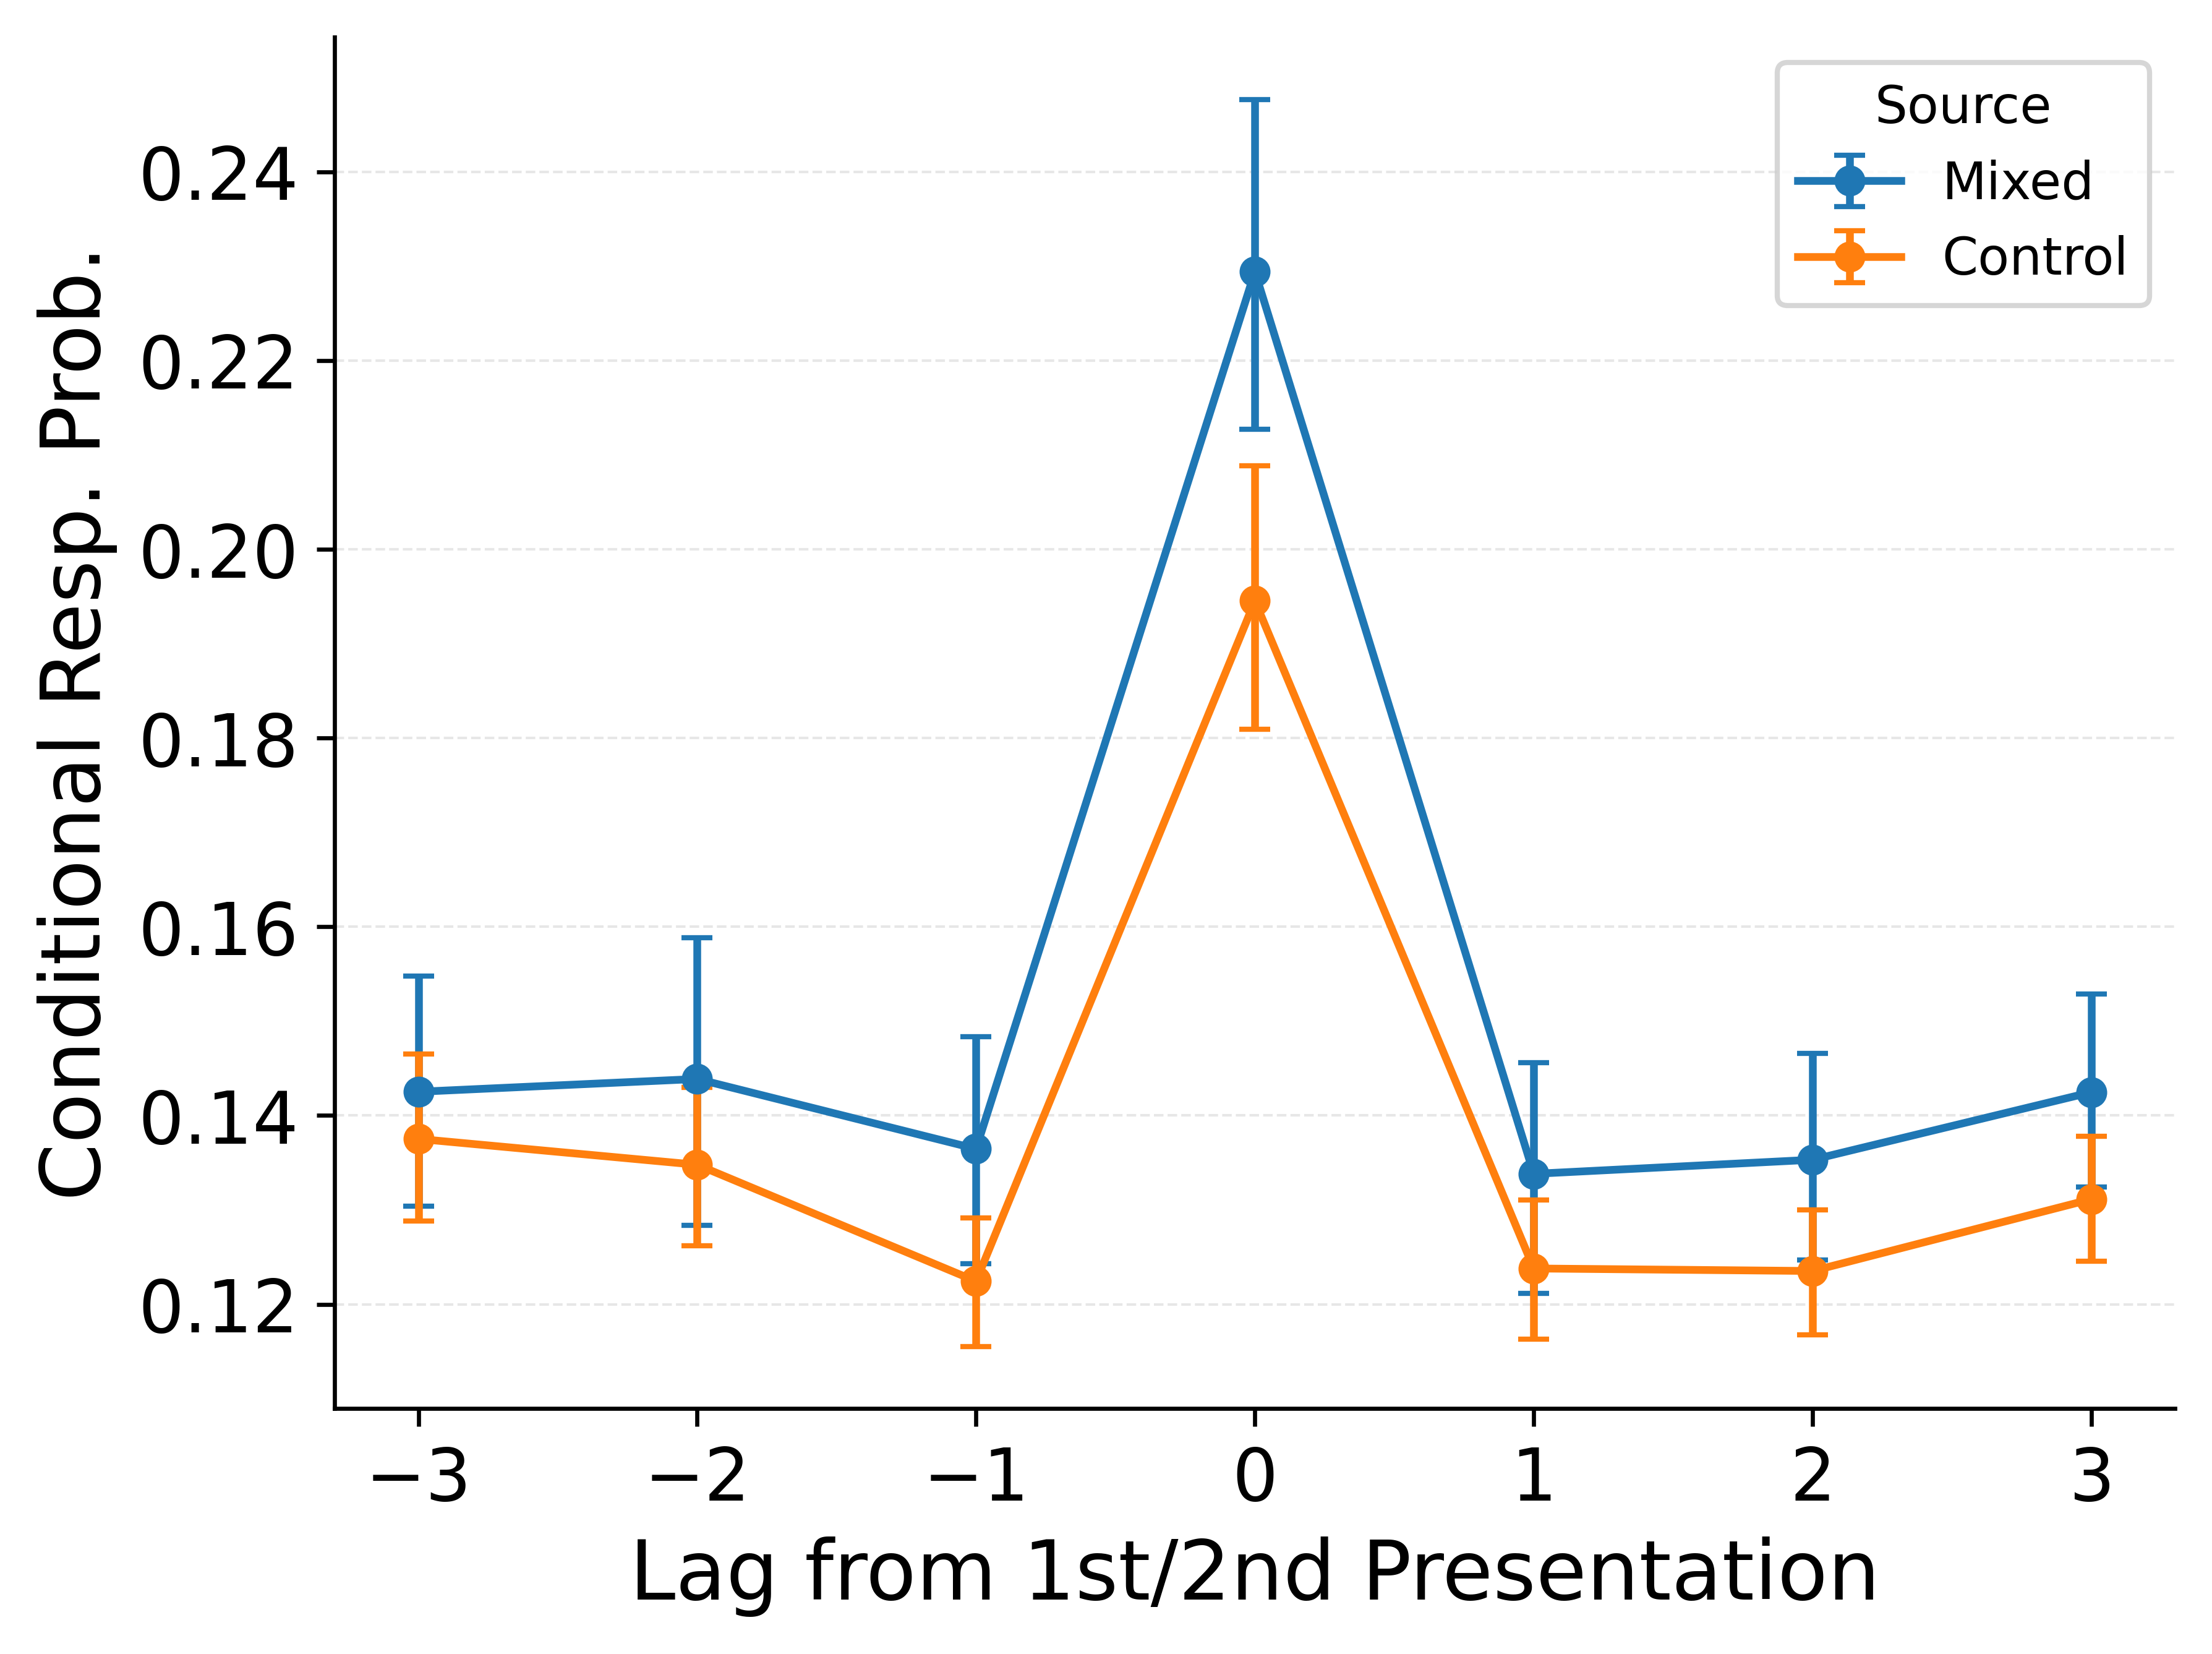 Conditional Resp. Prob.
0.24
0.22
0.20
0.18
0.16
0.14
0.12
Source
Mixed
Control
−3 −2 −1 0 1 2 3
Lag from 1st/2nd Presentation